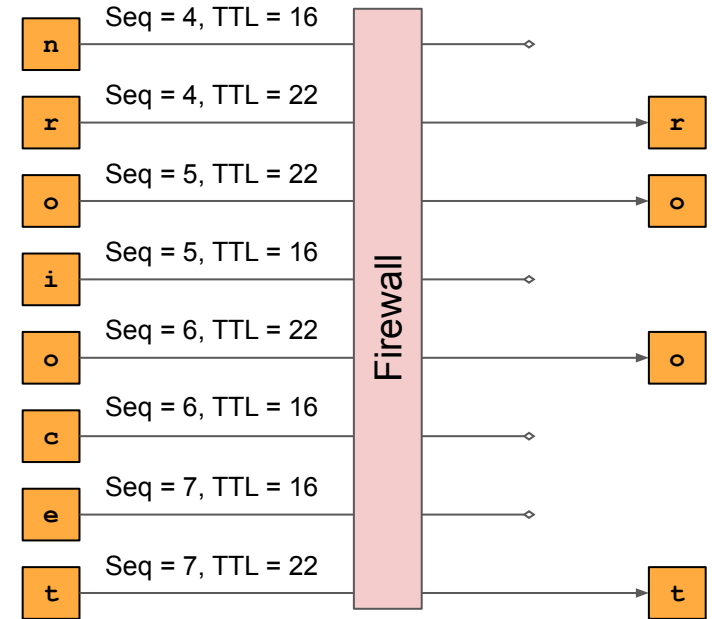 Seq = 4, TTL = 16
n
Seq = 4, TTL = 22
r r
Seq = 5, TTL = 22
o o
Seq = 5, TTL = 16
i
Firewall
Seq = 6, TTL = 22
o o
Seq = 6, TTL = 16
c
Seq = 7, TTL = 16
e
Seq = 7, TTL = 22
t t